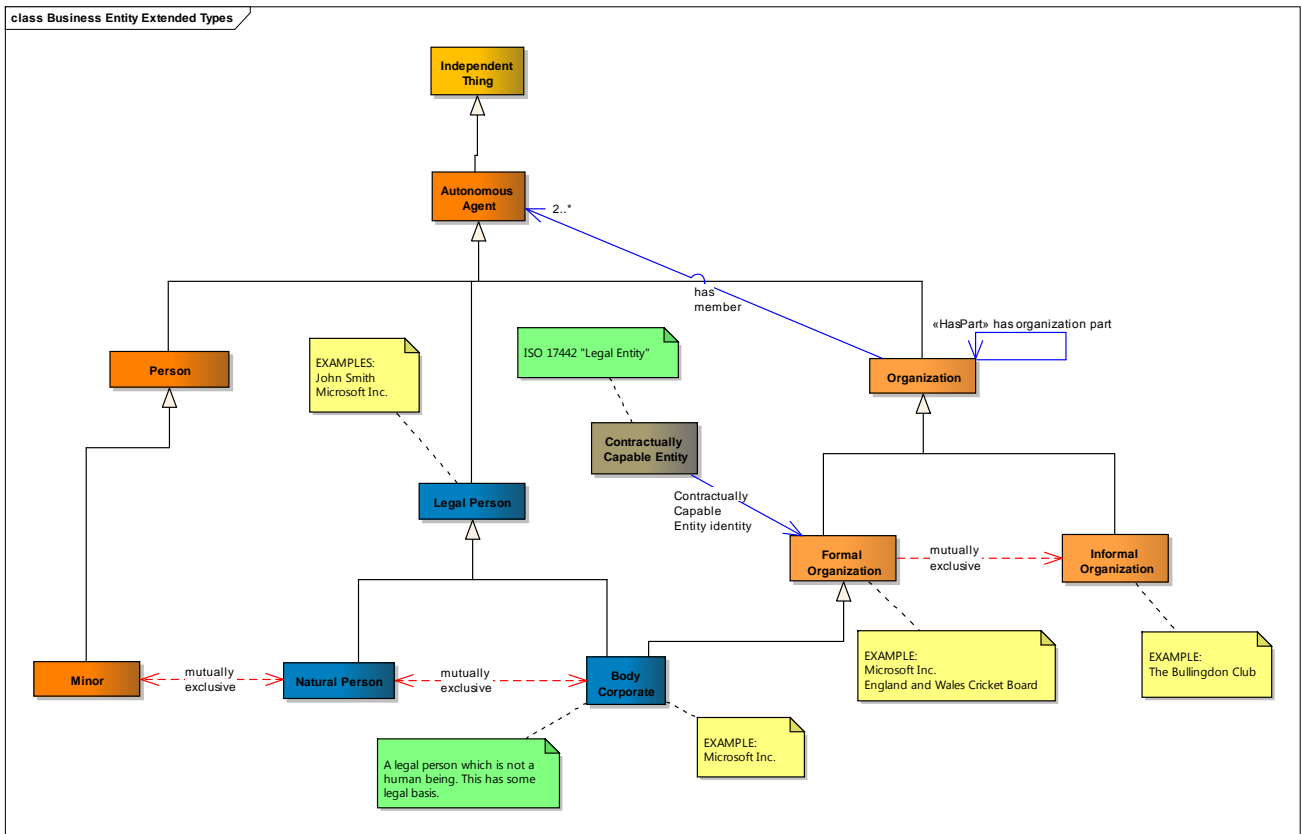 class Business Entity Extended Types
Independent
Thing
Autonomous
Agent
2..*
has
member
«HasPart» has organization part
Person
EXAMPLES:
John Smith
Microsoft Inc.
ISO 17442 "Legal Entity"
Organization
Contractually
Capable Entity
Legal Person
Contractually
Capable
Entity identity
Formal
Organization
mutually
exclusive
Informal
Organization
Minor
mutually
exclusive
Natural Person
mutually
exclusive
Body
Corporate
EXAMPLE:
Microsoft Inc.
England and Wales Cricket Board
EXAMPLE:
The Bullingdon Club
A legal person which is not a
human being. This has some
legal basis.
EXAMPLE:
Microsoft Inc.